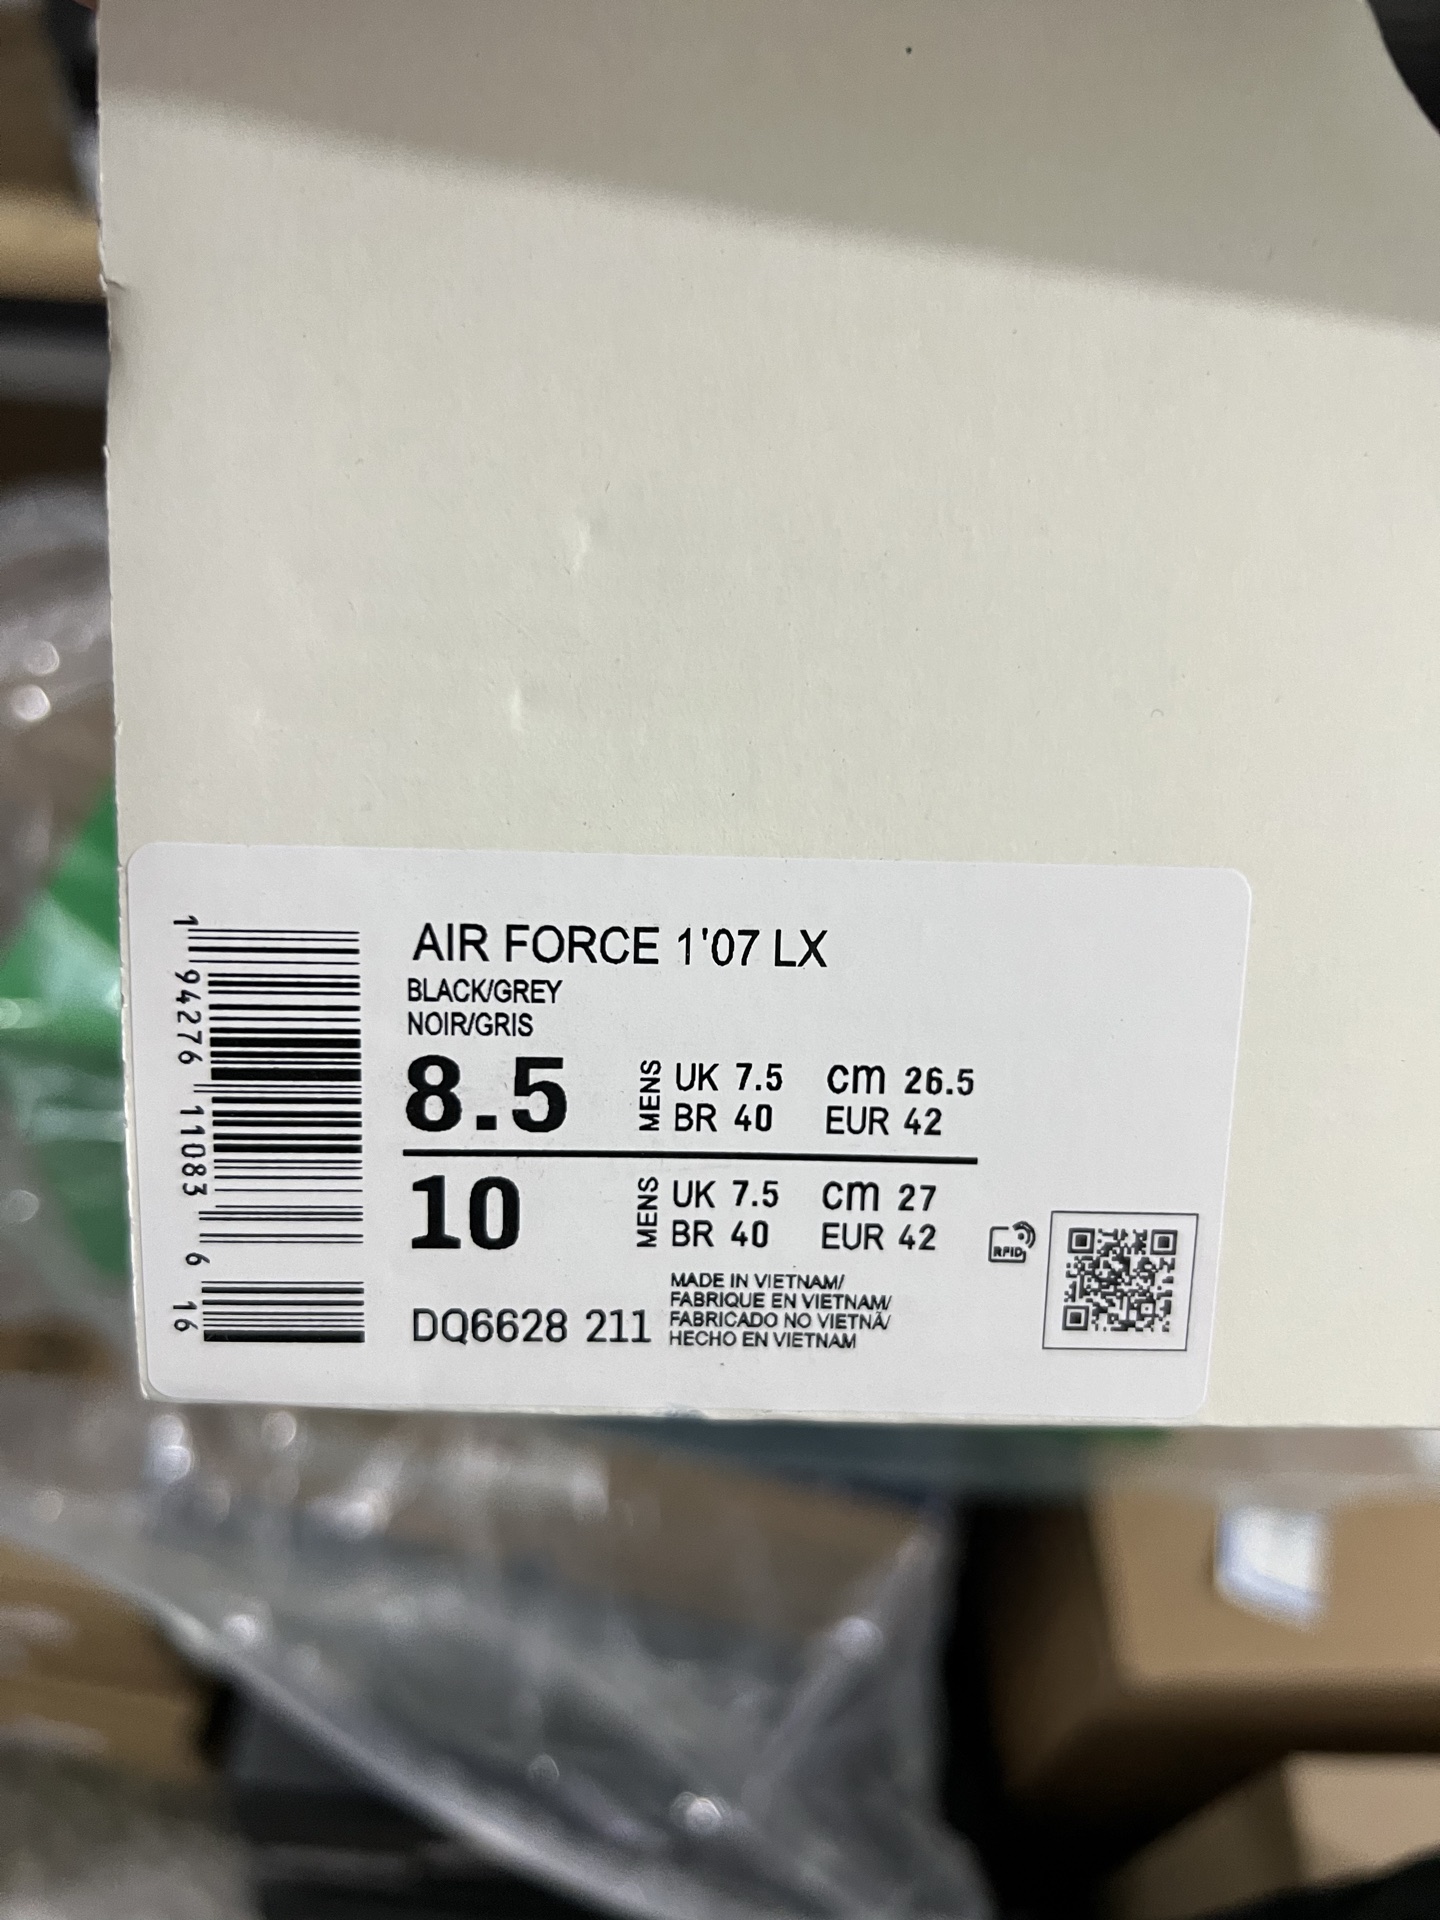 AIR FORCE 1'07 LX
BLACK/GREY
NOIR/GRIS
8.5
MENS
UK 7.5 cm 26.5
BR 40 EUR 42
10
MENS
UK 7.5 cm 27
BR 40 EUR 42
RFID
DQ6628 211
MADE IN VIETNAM/
FABRIQUE EN VIETNAM/
FABRICADO NO VIETNÃ/
HECHO EN VIETNAM
1 94276 11083 6 16